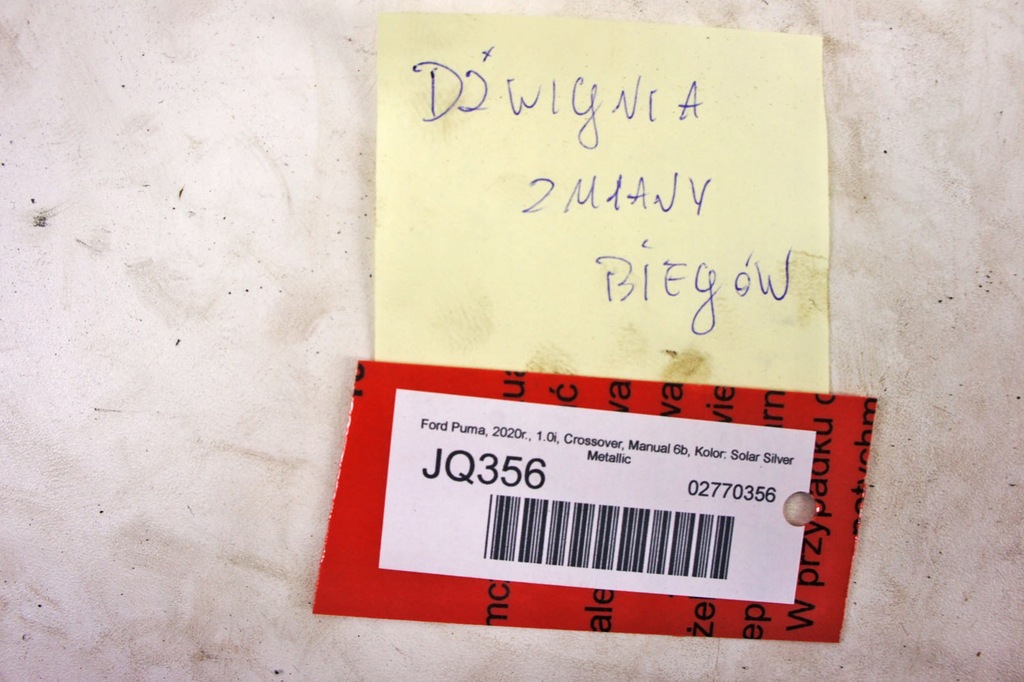 DŹWIGNIA
ZMIANY
BIEGÓW
Ford Puma, 2020r., 1.0i, Crossover, Manual 6b, Kolor: Solar Silver
Metallic
JQ356
02770356
W przypadku